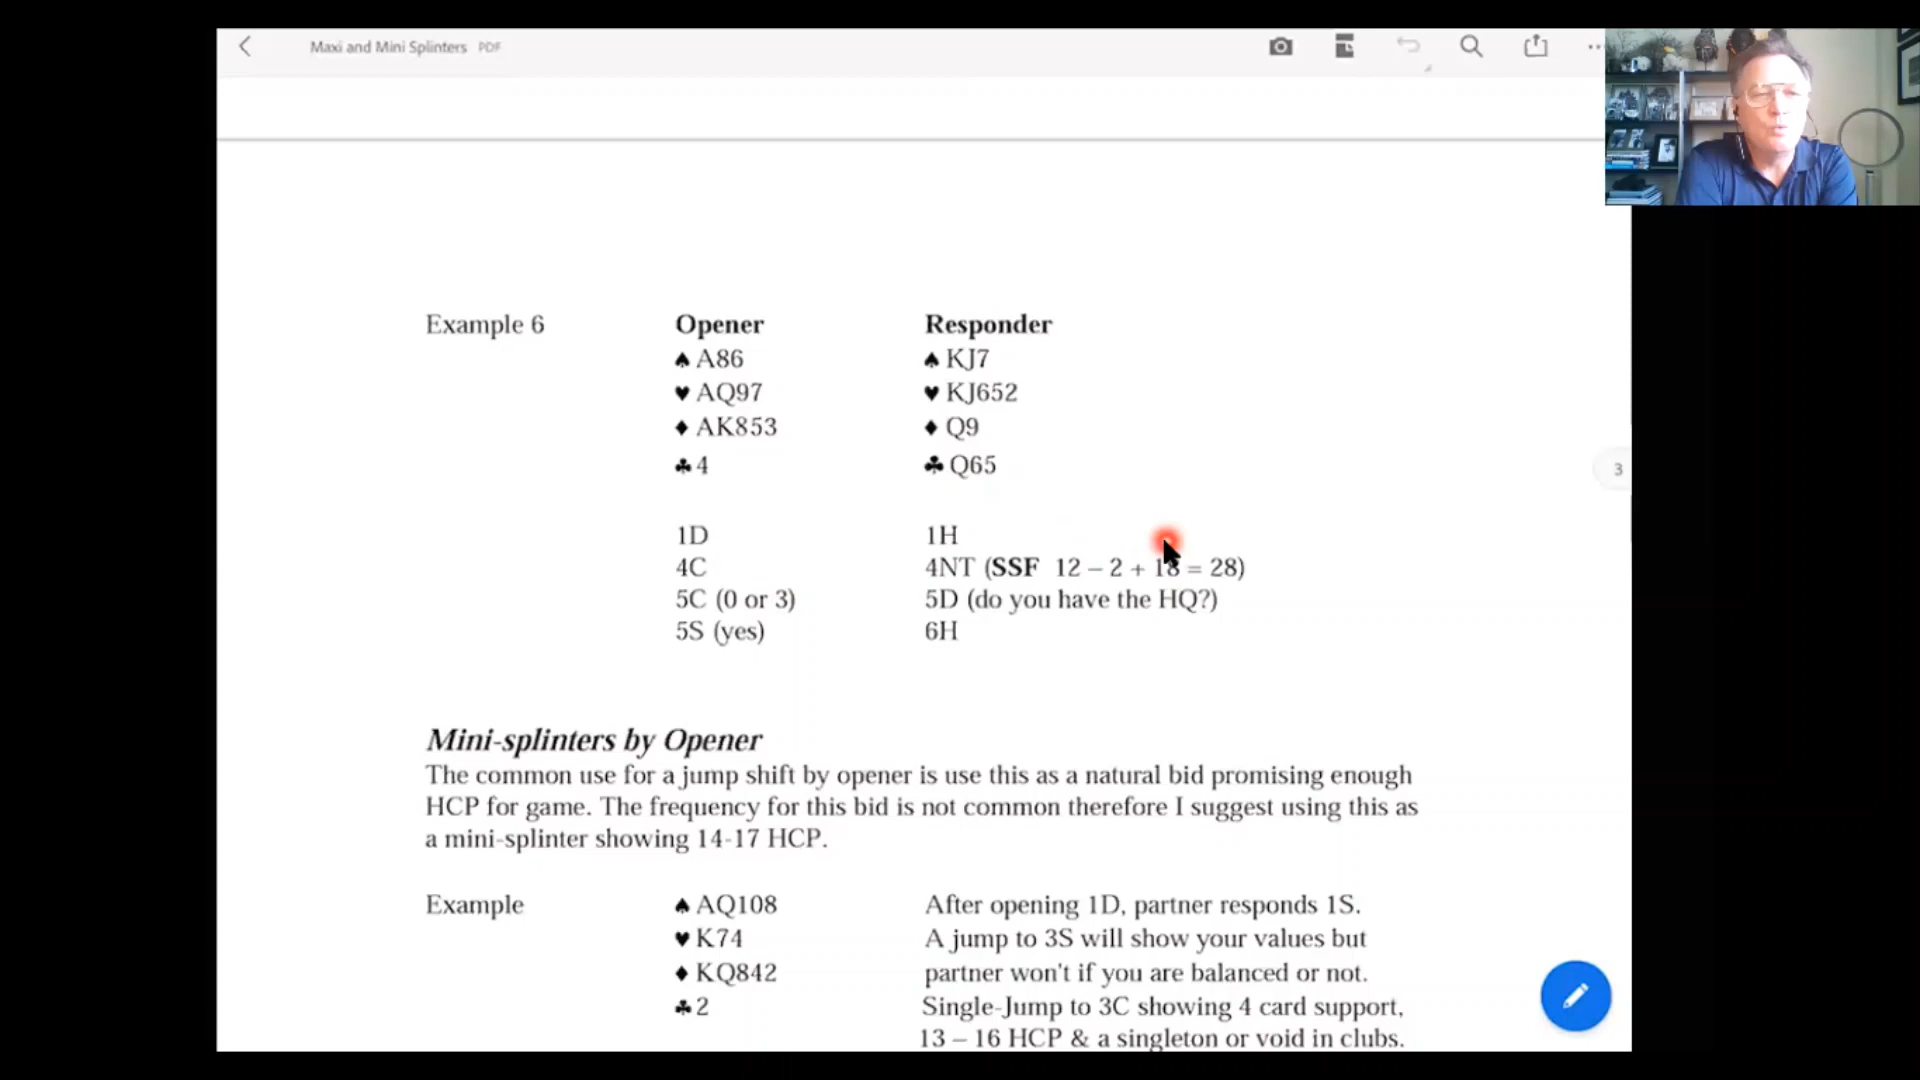 Maxi and Mini Splinters PDF
Example 6 Opener Responder
♠ A86 ♠ KJ7
♥ AQ97 ♥ KJ652
♦ AK853 ♦ Q9
♣ 4 ♣ Q65
1D 1H
4C 4NT (SSF 12 – 2 + 18 = 28)
5C (0 or 3) 5D (do you have the HQ?)
5S (yes) 6H
3
Mini-splinters by Opener
The common use for a jump shift by opener is use this as a natural bid promising enough
HCP for game. The frequency for this bid is not common therefore I suggest using this as
a mini-splinter showing 14-17 HCP.
Example ♠ AQ108 After opening 1D, partner responds 1S.
♥ K74 A jump to 3S will show your values but
♦ KQ842 partner won't if you are balanced or not.
♣ 2 Single-Jump to 3C showing 4 card support,
13 – 16 HCP & a singleton or void in clubs.